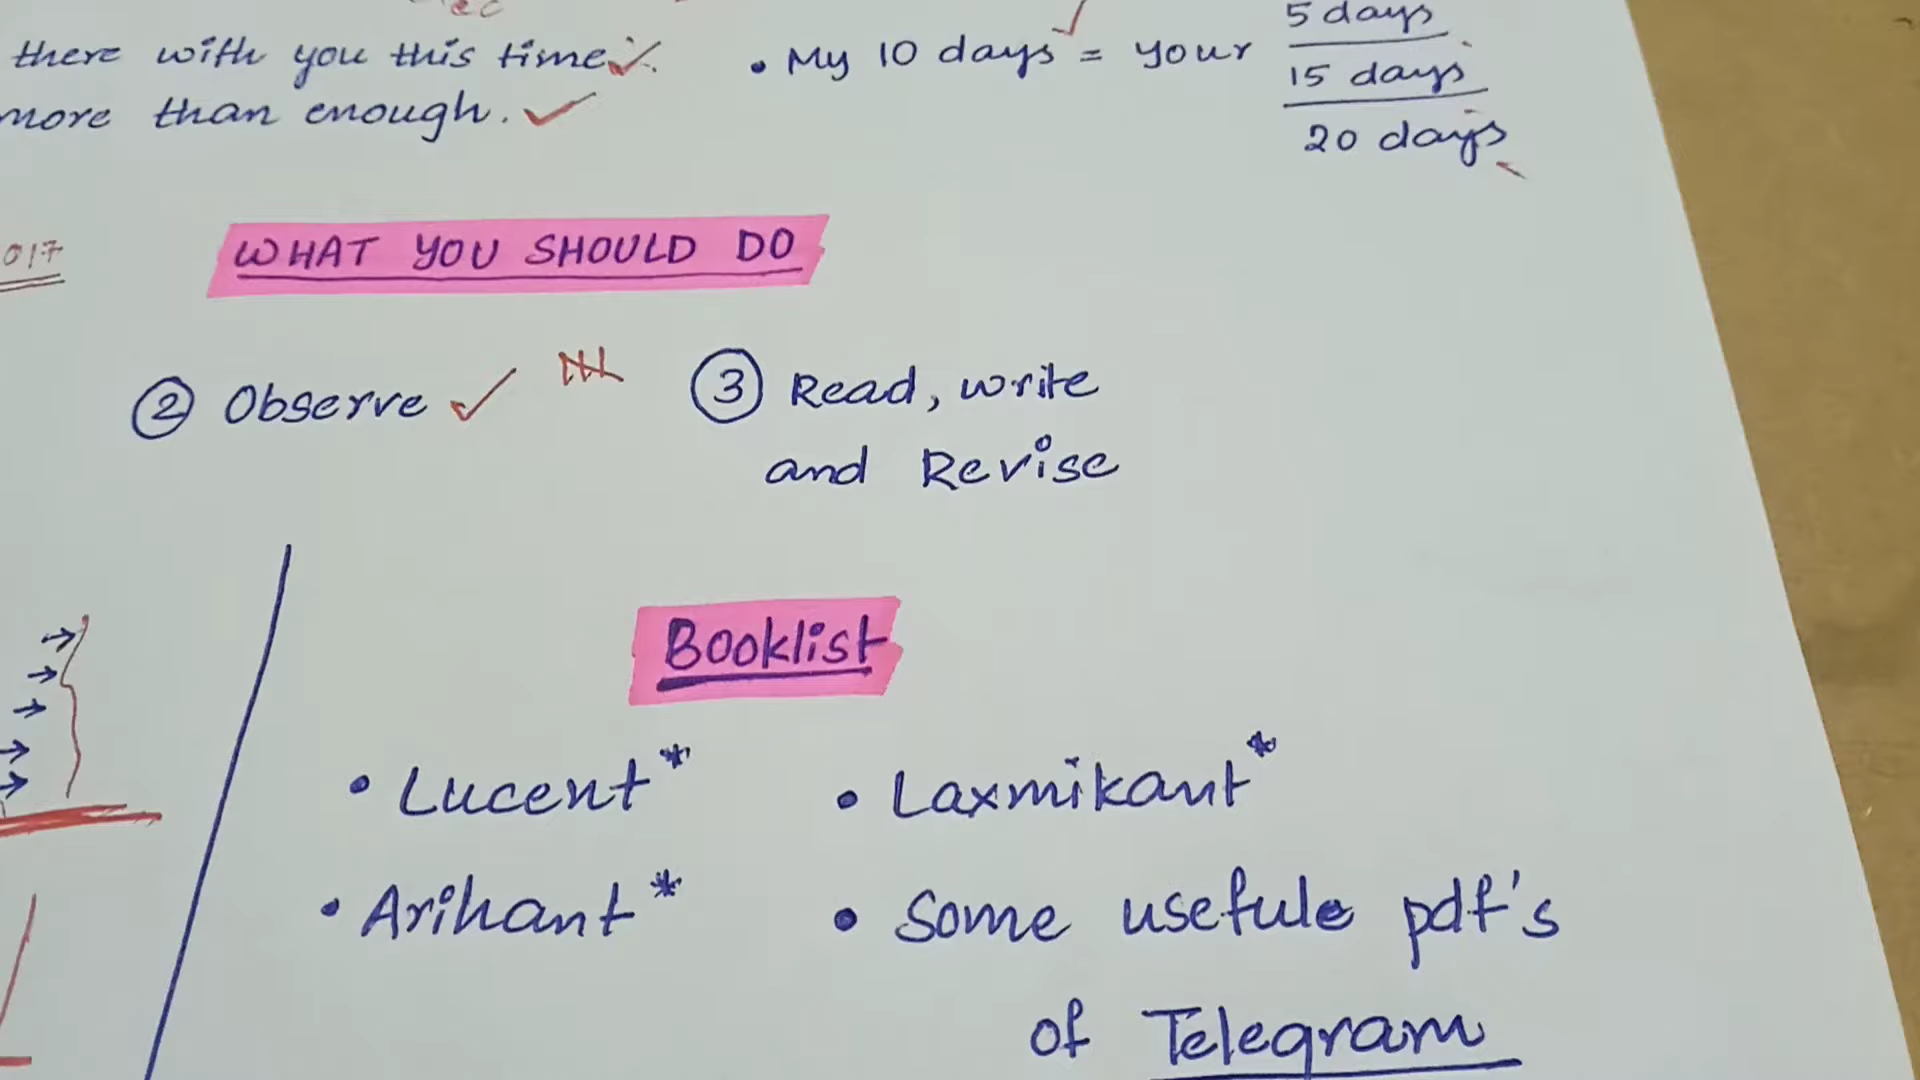 there with you this time
more than enough.
• My 10 days = your
5 days
15 days
20 days
017
WHAT YOU SHOULD DO
② Observe
③ Read, write
and Revise
Booklist
• Lucent*
• Laxmikant*
• Arihant*
• Some usefule pdf's
of Telegram